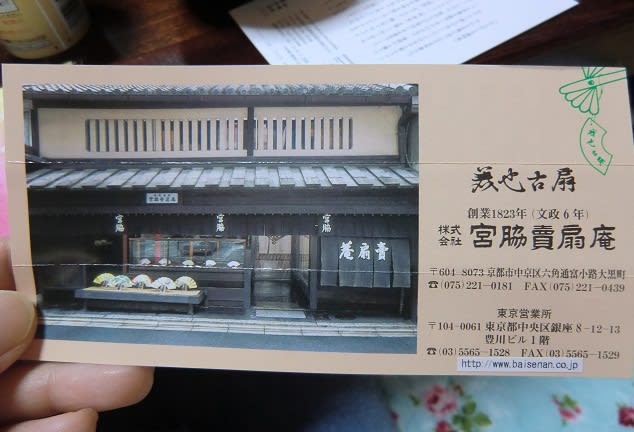 創業1823年(文政6年)
株式
会社 宮脇賣扇庵
〒604-8073 京都市中京区六角通富小路大黒町
☎(075)221-0181 FAX(075)221-0439
東京営業所
〒104-0061 東京都中央区銀座8-12-13
豊川ビル1階
☎(03)5565-1528 FAX(03)5565-1529
http://www.baisenan.co.jp
宮脇賣扇庵
宮脇
宮脇
宮脇
庵扇賣